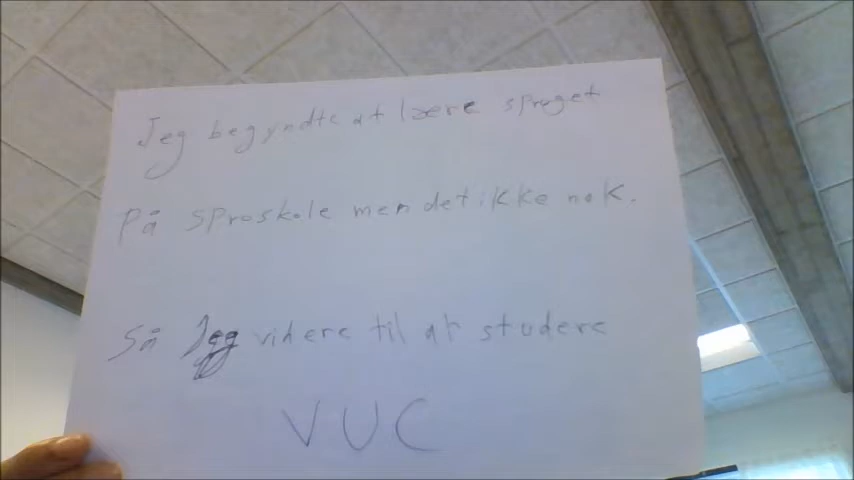 Jeg begyndte at lære sproget
På sproskole men det ikke nok.
Så Jeg videre til at studere
VUC